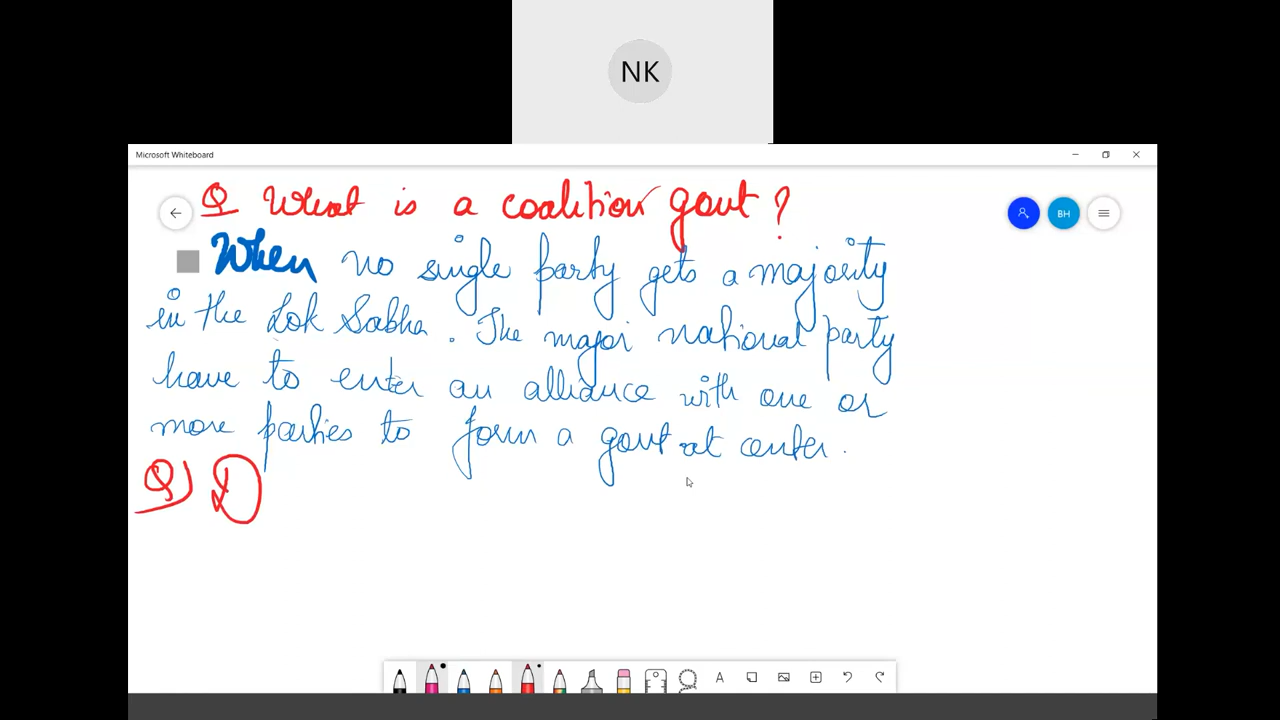 NK
Microsoft Whiteboard
Q What is a coalition govt ?
BH
When no single party gets a majority
in the Lok Sabha. The major national party
have to enter an alliance with one or
more parties to form a govt at center.
Q) D
A